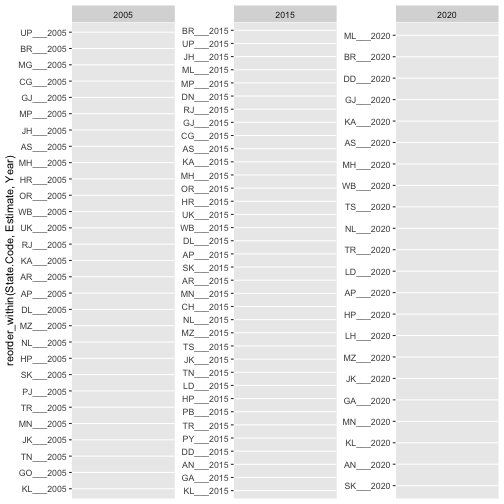 reorder_within(State.Code, Estimate, Year)
2005
UP___2005
BR___2005
MG___2005
CG___2005
GJ___2005
MP___2005
JH___2005
AS___2005
MH___2005
HR___2005
OR___2005
WB___2005
UK___2005
RJ___2005
KA___2005
AR___2005
AP___2005
DL___2005
MZ___2005
NL___2005
HP___2005
SK___2005
PJ___2005
TR___2005
MN___2005
JK___2005
TN___2005
GO___2005
KL___2005
2015
BR___2015
UP___2015
JH___2015
ML___2015
MP___2015
DN___2015
RJ___2015
GJ___2015
CG___2015
AS___2015
KA___2015
MH___2015
OR___2015
HR___2015
UK___2015
WB___2015
DL___2015
AP___2015
SK___2015
AR___2015
MN___2015
CH___2015
NL___2015
MZ___2015
TS___2015
JK___2015
TN___2015
LD___2015
HP___2015
PB___2015
TR___2015
PY___2015
DD___2015
AN___2015
GA___2015
KL___2015
2020
ML___2020
BR___2020
DD___2020
GJ___2020
KA___2020
AS___2020
MH___2020
WB___2020
TS___2020
NL___2020
TR___2020
LD___2020
AP___2020
HP___2020
LH___2020
MZ___2020
JK___2020
GA___2020
MN___2020
KL___2020
AN___2020
SK___2020